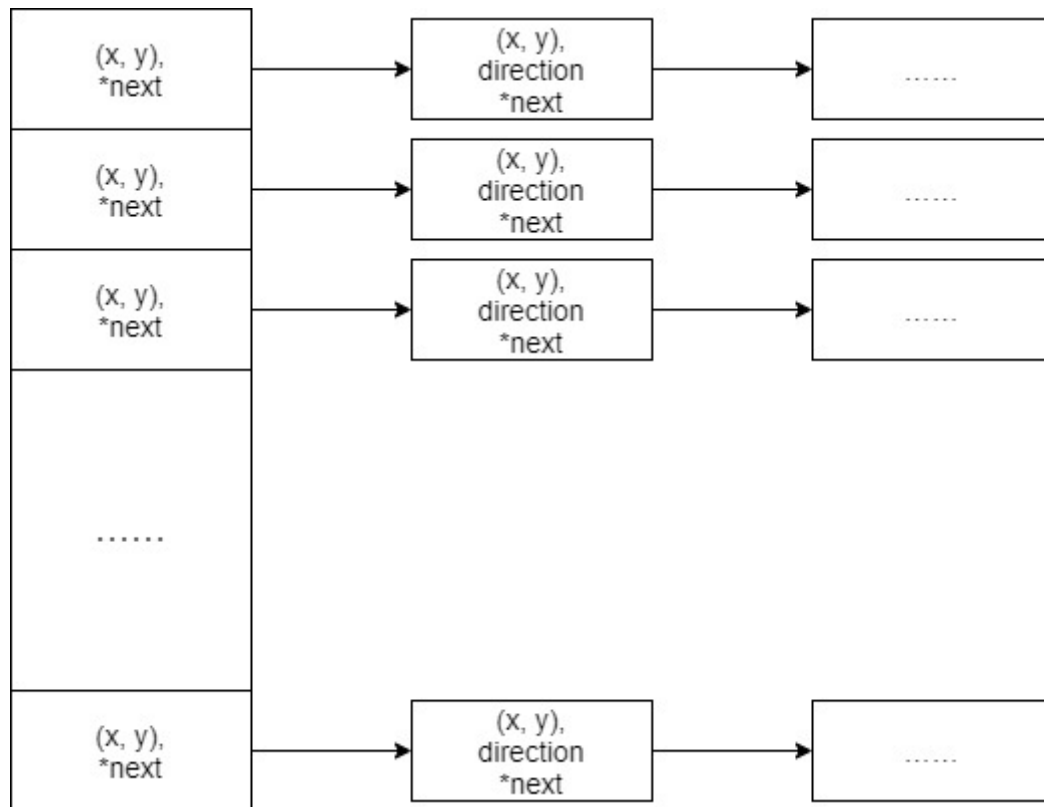 (x, y),
*next
(x, y),
direction
*next
......
(x, y),
*next
(x, y),
direction
*next
......
(x, y),
*next
(x, y),
direction
*next
......
......
(x, y),
*next
(x, y),
direction
*next
......